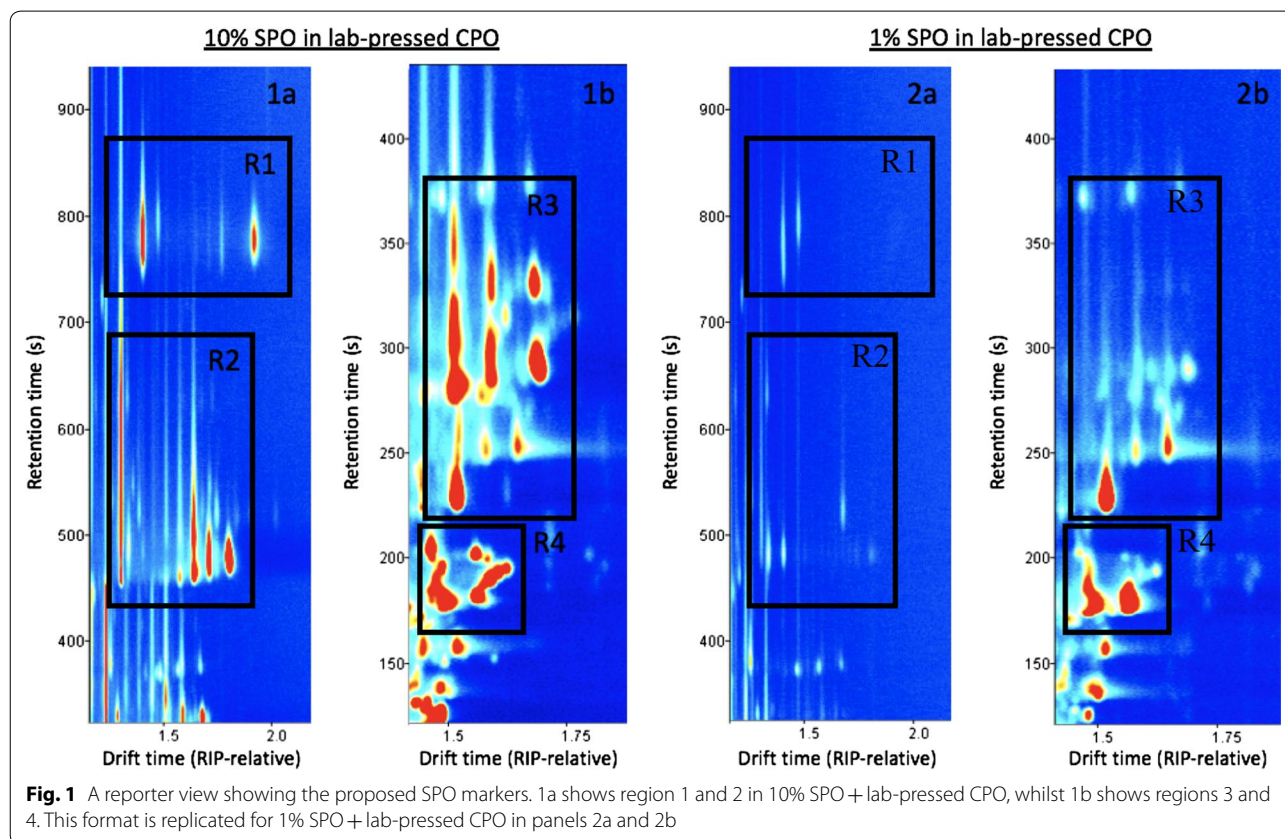 10% SPO in lab-pressed CPO
1% SPO in lab-pressed CPO
1a
R1
R2
900
800
700
600
500
400
1.5
2.0
Retention time (s)
Drift time (RIP-relative)
1b
R3
R4
400
350
300
250
200
150
1.5
1.75
Retention time (s)
Drift time (RIP-relative)
2a
R1
R2
900
800
700
600
500
400
1.5
2.0
Retention time (s)
Drift time (RIP-relative)
2b
R3
R4
400
350
300
250
200
150
1.5
1.75
Retention time (s)
Drift time (RIP-relative)
Fig. 1 A reporter view showing the proposed SPO markers. 1a shows region 1 and 2 in 10% SPO + lab-pressed CPO, whilst 1b shows regions 3 and
4. This format is replicated for 1% SPO + lab-pressed CPO in panels 2a and 2b